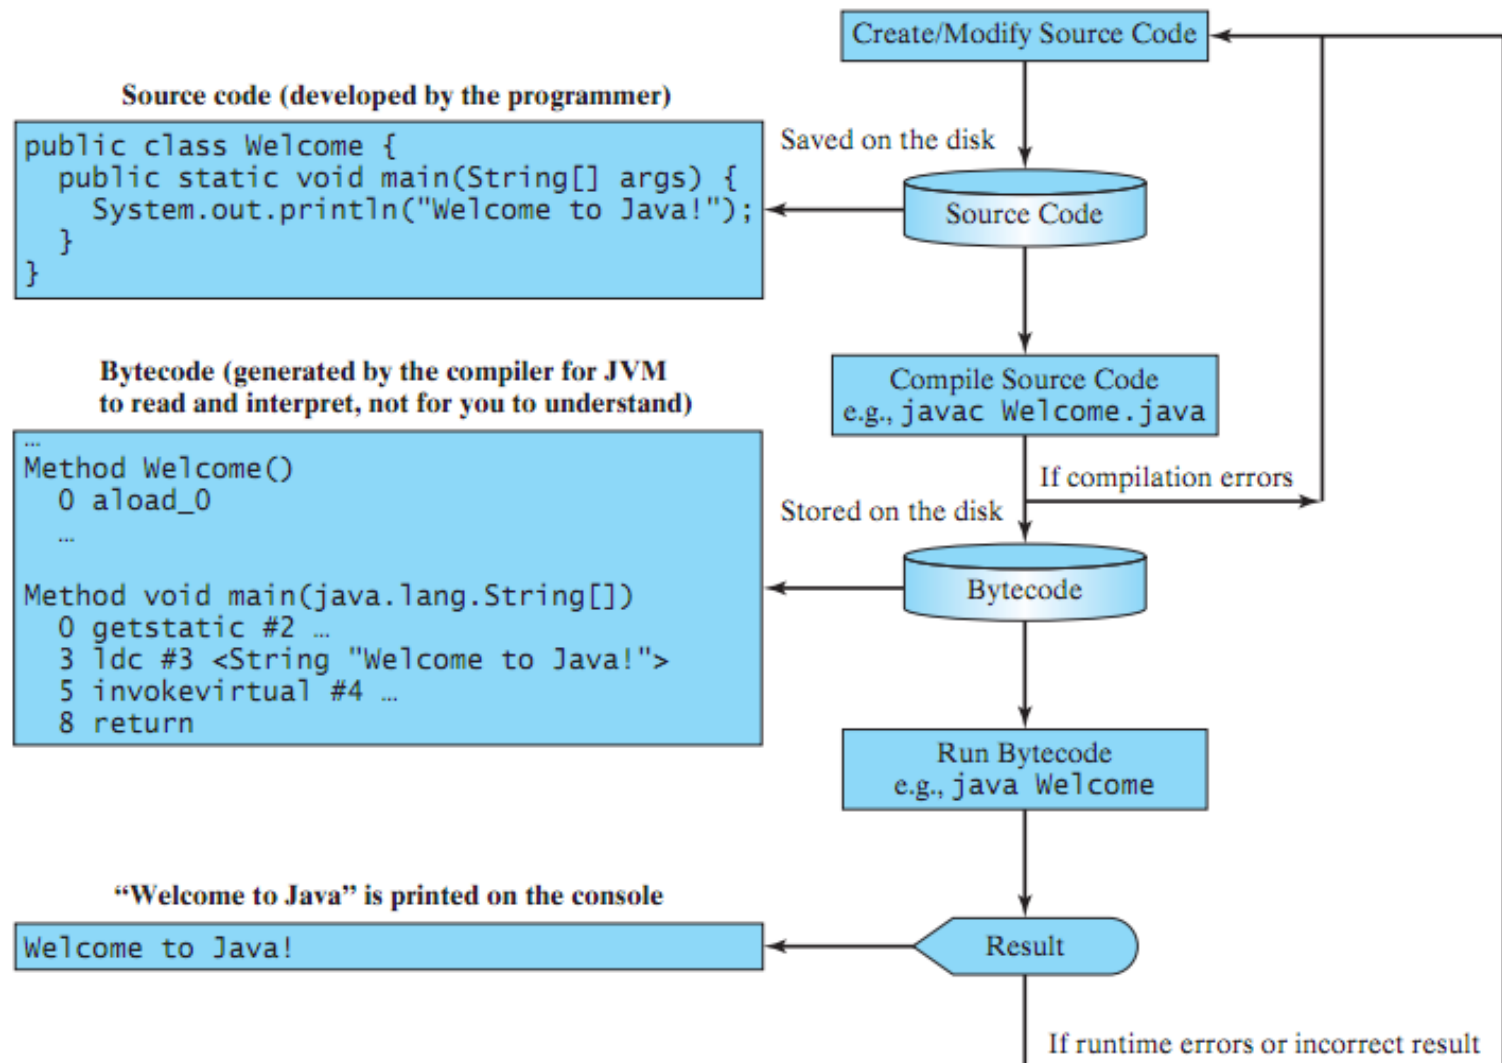 Create/Modify Source Code
Source code (developed by the programmer)
public class Welcome {
  public static void main(String[] args) {
    System.out.println("Welcome to Java!");
  }
}
Saved on the disk
Source Code
Bytecode (generated by the compiler for JVM
to read and interpret, not for you to understand)
Compile Source Code
e.g., javac Welcome.java
…
Method Welcome()
  0 aload_0
  …
Method void main(java.lang.String[])
  0 getstatic #2 …
  3 ldc #3 <String "Welcome to Java!">
  5 invokevirtual #4 …
  8 return
If compilation errors
Stored on the disk
Bytecode
Run Bytecode
e.g., java Welcome
“Welcome to Java” is printed on the console
Welcome to Java!
Result
If runtime errors or incorrect result